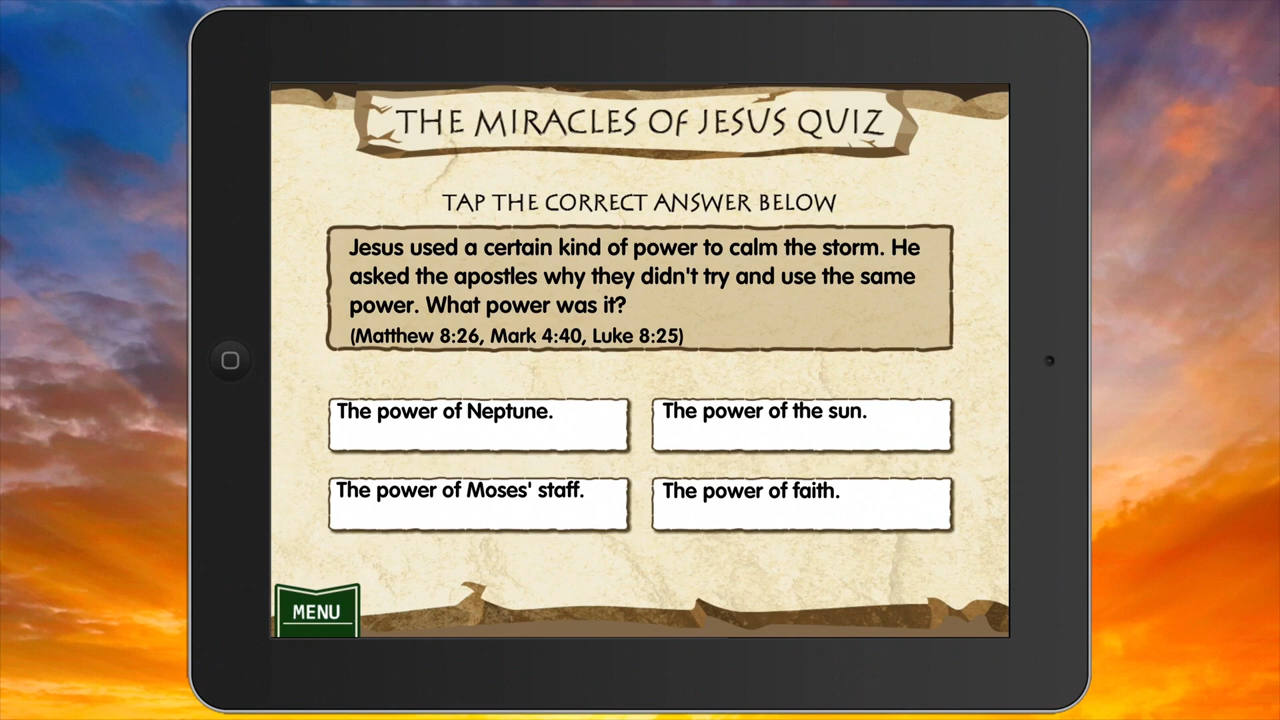 THE MIRACLES OF JESUS QUIZ
TAP THE CORRECT ANSWER BELOW
Jesus used a certain kind of power to calm the storm. He
asked the apostles why they didn't try and use the same
power. What power was it?
(Matthew 8:26, Mark 4:40, Luke 8:25)
The power of Neptune.
The power of the sun.
The power of Moses' staff.
The power of faith.
MENU